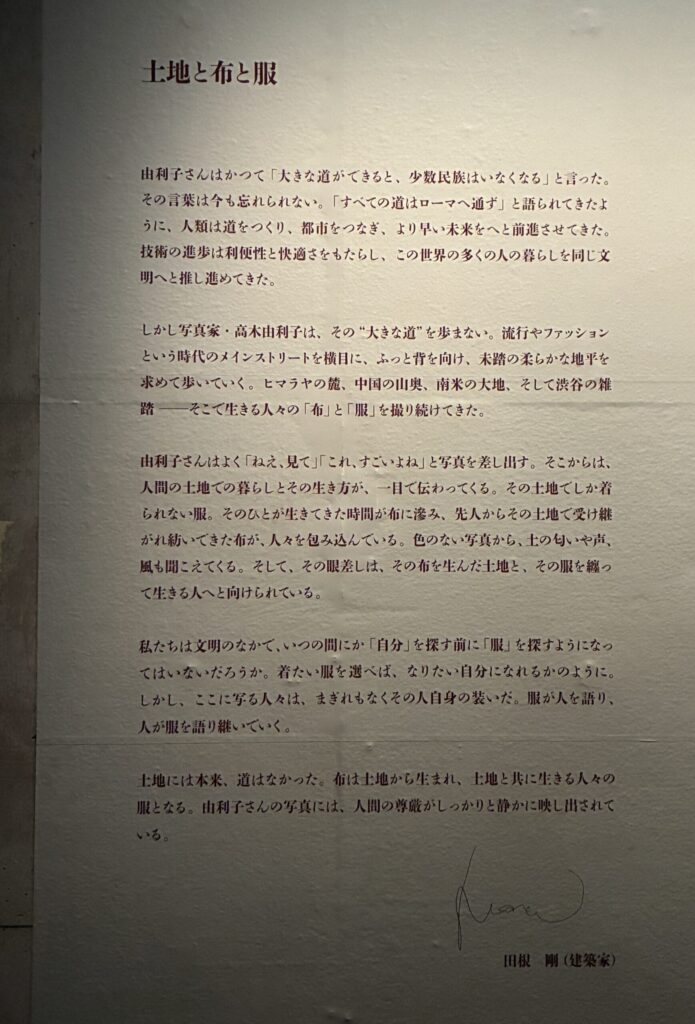 土地と布と服
由利子さんはかつて「大きな道ができると、少数民族はいなくなる」と言った。
その言葉は今も忘れられない。「すべての道はローマへ通ず」と語られてきたよ
うに、人類は道をつくり、都市をつなぎ、より早い未来をへと前進させてきた。
技術の進歩は利便性と快適さをもたらし、この世界の多くの人の暮らしを同じ文
明へと推し進めてきた。
しかし写真家・高木由利子は、その“大きな道”を歩まない。流行やファッション
という時代のメインストリートを横目に、ふっと背を向け、未踏の柔らかな地平を
求めて歩いていく。ヒマラヤの麓、中国の山奥、南米の大地、そして渋谷の雑
踏 ——そこで生きる人々の「布」と「服」を撮り続けてきた。
由利子さんはよく「ねえ、見て」「これ、すごいよね」と写真を差し出す。そこからは、
人間の土地での暮らしとその生き方が、一目で伝わってくる。その土地でしか着
られない服。そのひとが生きてきた時間が布に滲み、先人からその土地で受け継
がれ紡いできた布が、人々を包み込んでいる。色のない写真から、土の匂いや声、
風も聞こえてくる。そして、その眼差しは、その布を生んだ土地と、その服を纏っ
て生きる人へと向けられている。
私たちは文明のなかで、いつの間にか「自分」を探す前に「服」を探すようになっ
てはいないだろうか。着たい服を選べば、なりたい自分になれるかのように。
しかし、ここに写る人々は、まぎれもなくその人自身の装いだ。服が人を語り、
人が服を語り継いでいく。
土地には本来、道はなかった。布は土地から生まれ、土地と共に生きる人々の
服となる。由利子さんの写真には、人間の尊厳がしっかりと静かに映し出されて
いる。
田根 剛（建築家）